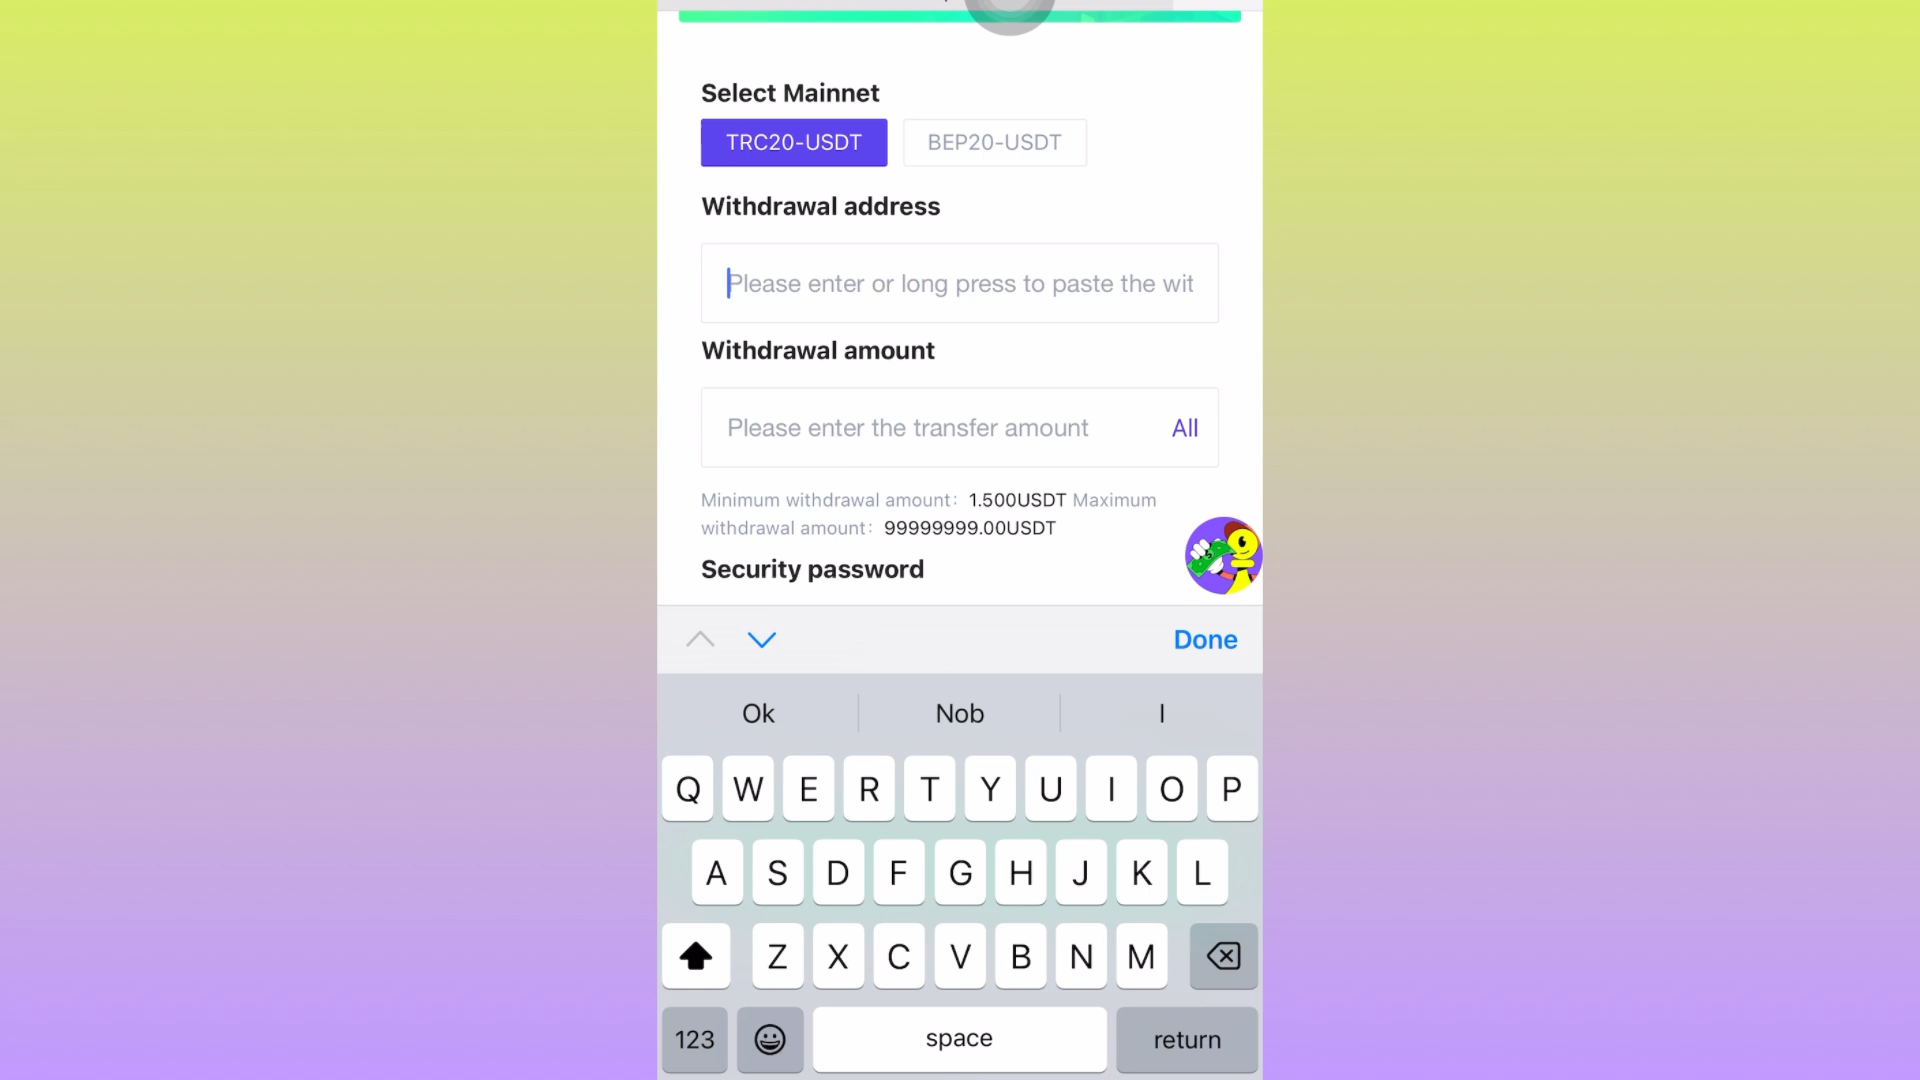 Select Mainnet
TRC20-USDT BEP20-USDT
Withdrawal address
Please enter or long press to paste the wit
Withdrawal amount
Please enter the transfer amount All
Minimum withdrawal amount: 1.500USDT Maximum
withdrawal amount: 99999999.00USDT
Security password
Done
Ok Nob I
Q W E R T Y U I O P
A S D F G H J K L
Z X C V B N M
123 space return